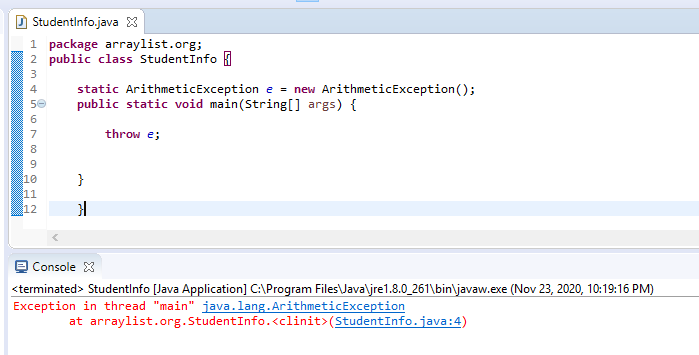 StudentInfo.java
1 package arraylist.org;
2 public class StudentInfo {
3
4 static ArithmeticException e = new ArithmeticException();
5 public static void main(String[] args) {
6
7 throw e;
8
9
10 }
11
12 }
Console
<terminated> StudentInfo [Java Application] C:\Program Files\Java\jre1.8.0_261\bin\javaw.exe (Nov 23, 2020, 10:19:16 PM)
Exception in thread "main" java.lang.ArithmeticException
at arraylist.org.StudentInfo.<clinit>(StudentInfo.java:4)